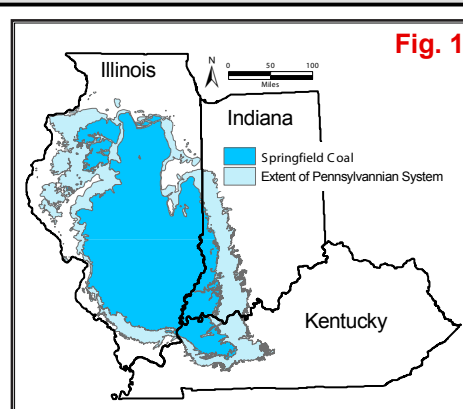 Fig. 1
Illinois
N
0 50 100
Miles
Indiana
Springfield Coal
Extent of Pennsylvannian System
Kentucky